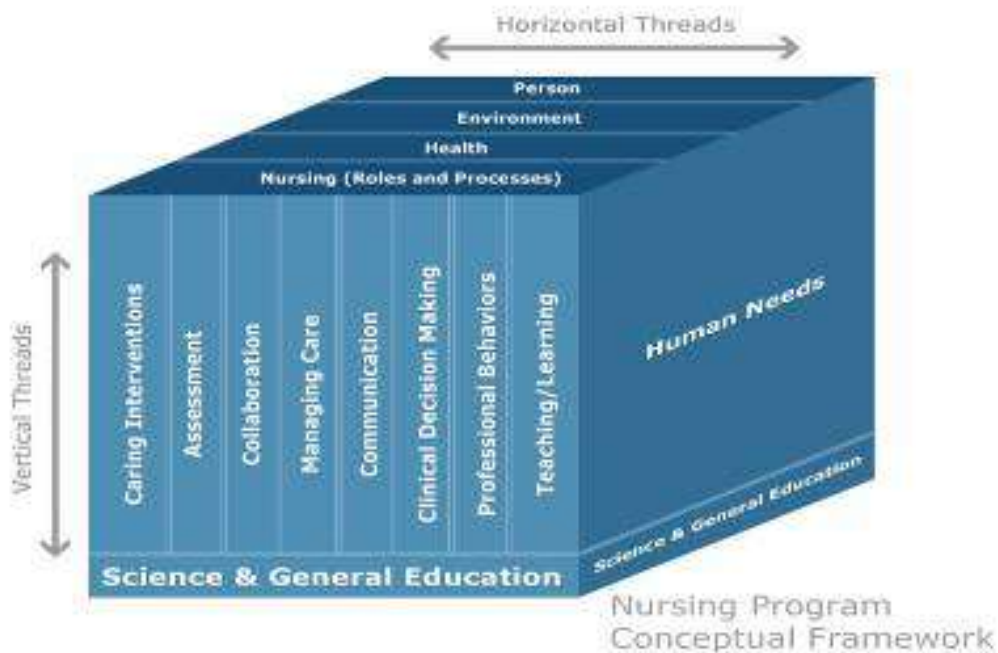 Horizontal Threads
Person
Environment
Health
Nursing (Roles and Processes)
Vertical Threads
Caring Interventions
Assessment
Collaboration
Managing Care
Communication
Clinical Decision Making
Professional Behaviors
Teaching/Learning
Human Needs
Science & General Education
Science & General Education
Nursing Program
Conceptual Framework